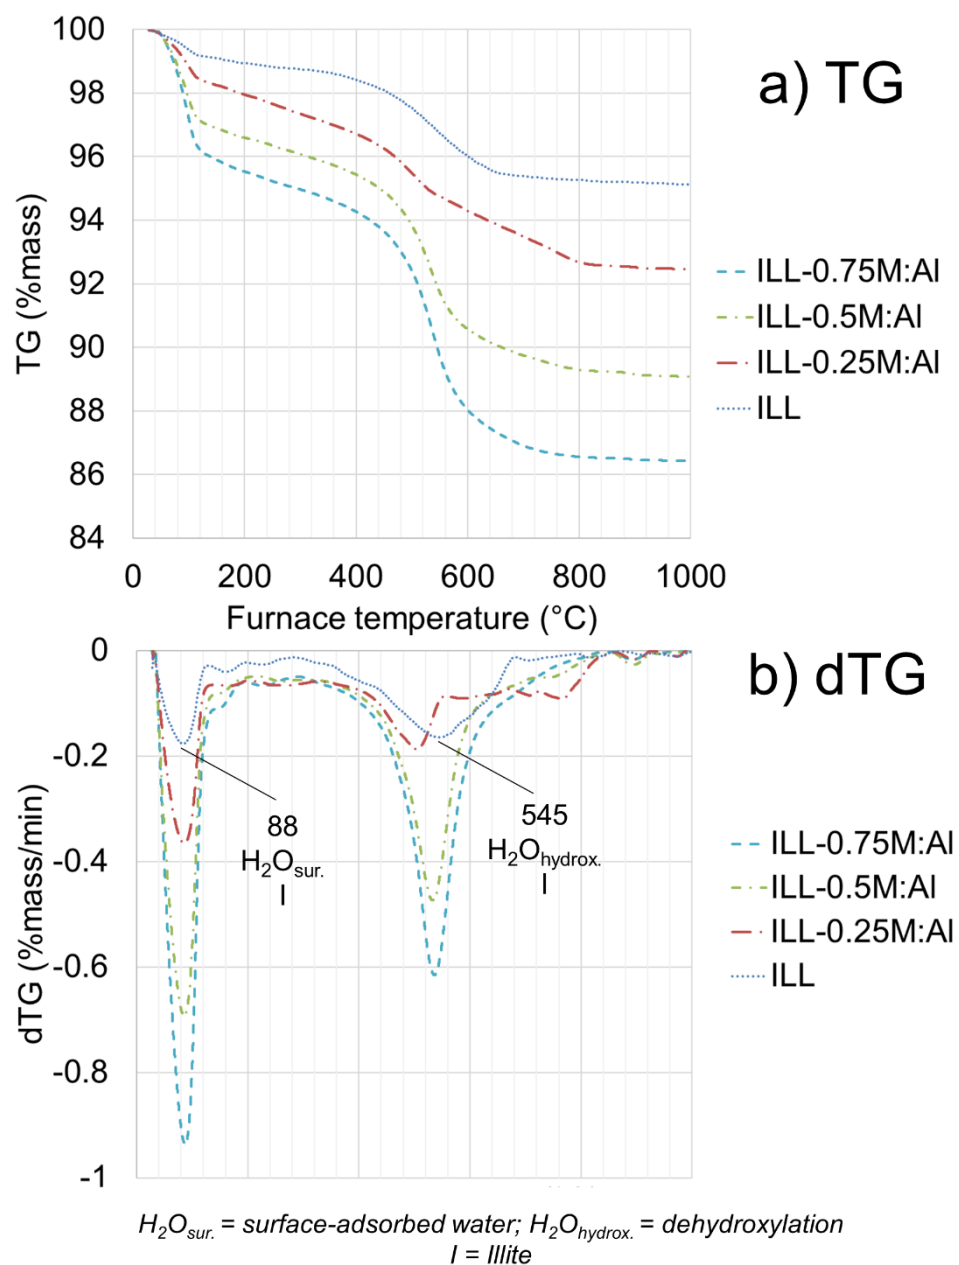 100
98
96
94
92
90
88
86
84
TG (%mass)
0 200 400 600 800 1000
Furnace temperature (°C)
a) TG
ILL-0.75M:Al
ILL-0.5M:Al
ILL-0.25M:Al
ILL
0
-0.2
-0.4
-0.6
-0.8
-1
dTG (%mass/min)
b) dTG
88
H₂Osur.
I
545
H₂Ohydrox.
I
ILL-0.75M:Al
ILL-0.5M:Al
ILL-0.25M:Al
ILL
H₂Osur. = surface-adsorbed water; H₂Ohydrox. = dehydroxylation
I = Illite